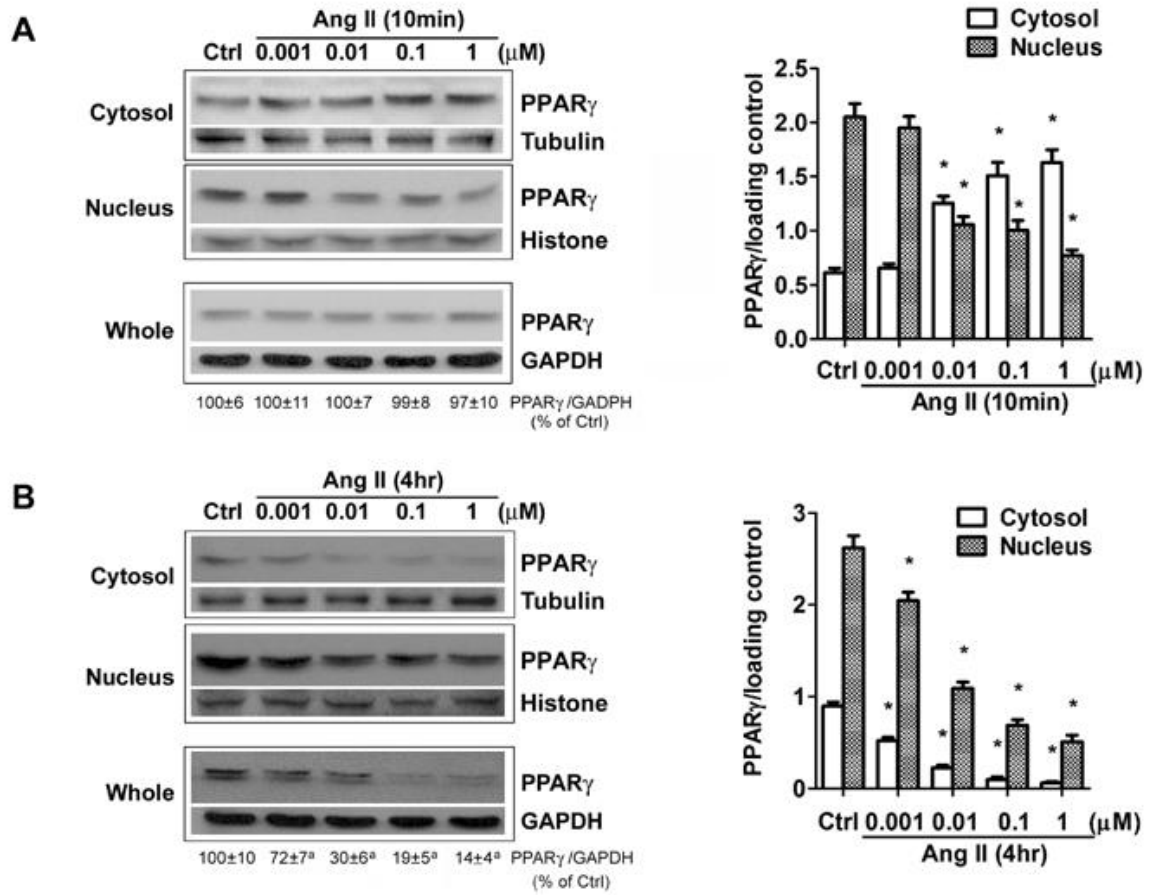 A
Ang II (10min)
Ctrl 0.001 0.01 0.1 1 (μM)
Cytosol
PPARγ
Tubulin
Nucleus
PPARγ
Histone
Whole
PPARγ
GAPDH
100±6 100±11 100±7 99±8 97±10 PPARγ/GADPH
(% of Ctrl)
Cytosol
Nucleus
PPARγ/loading control
2.5
2.0
1.5
1.0
0.5
0.0
* * * * * *
Ctrl 0.001 0.01 0.1 1 (μM)
Ang II (10min)
B
Ang II (4hr)
Ctrl 0.001 0.01 0.1 1 (μM)
Cytosol
PPARγ
Tubulin
Nucleus
PPARγ
Histone
Whole
PPARγ
GAPDH
100±10 72±7ᵃ 30±6ᵃ 19±5ᵃ 14±4ᵃ PPARγ/GAPDH
(% of Ctrl)
Cytosol
Nucleus
PPARγ/loading control
3
2
1
0
* * * * * * * *
Ctrl 0.001 0.01 0.1 1 (μM)
Ang II (4hr)